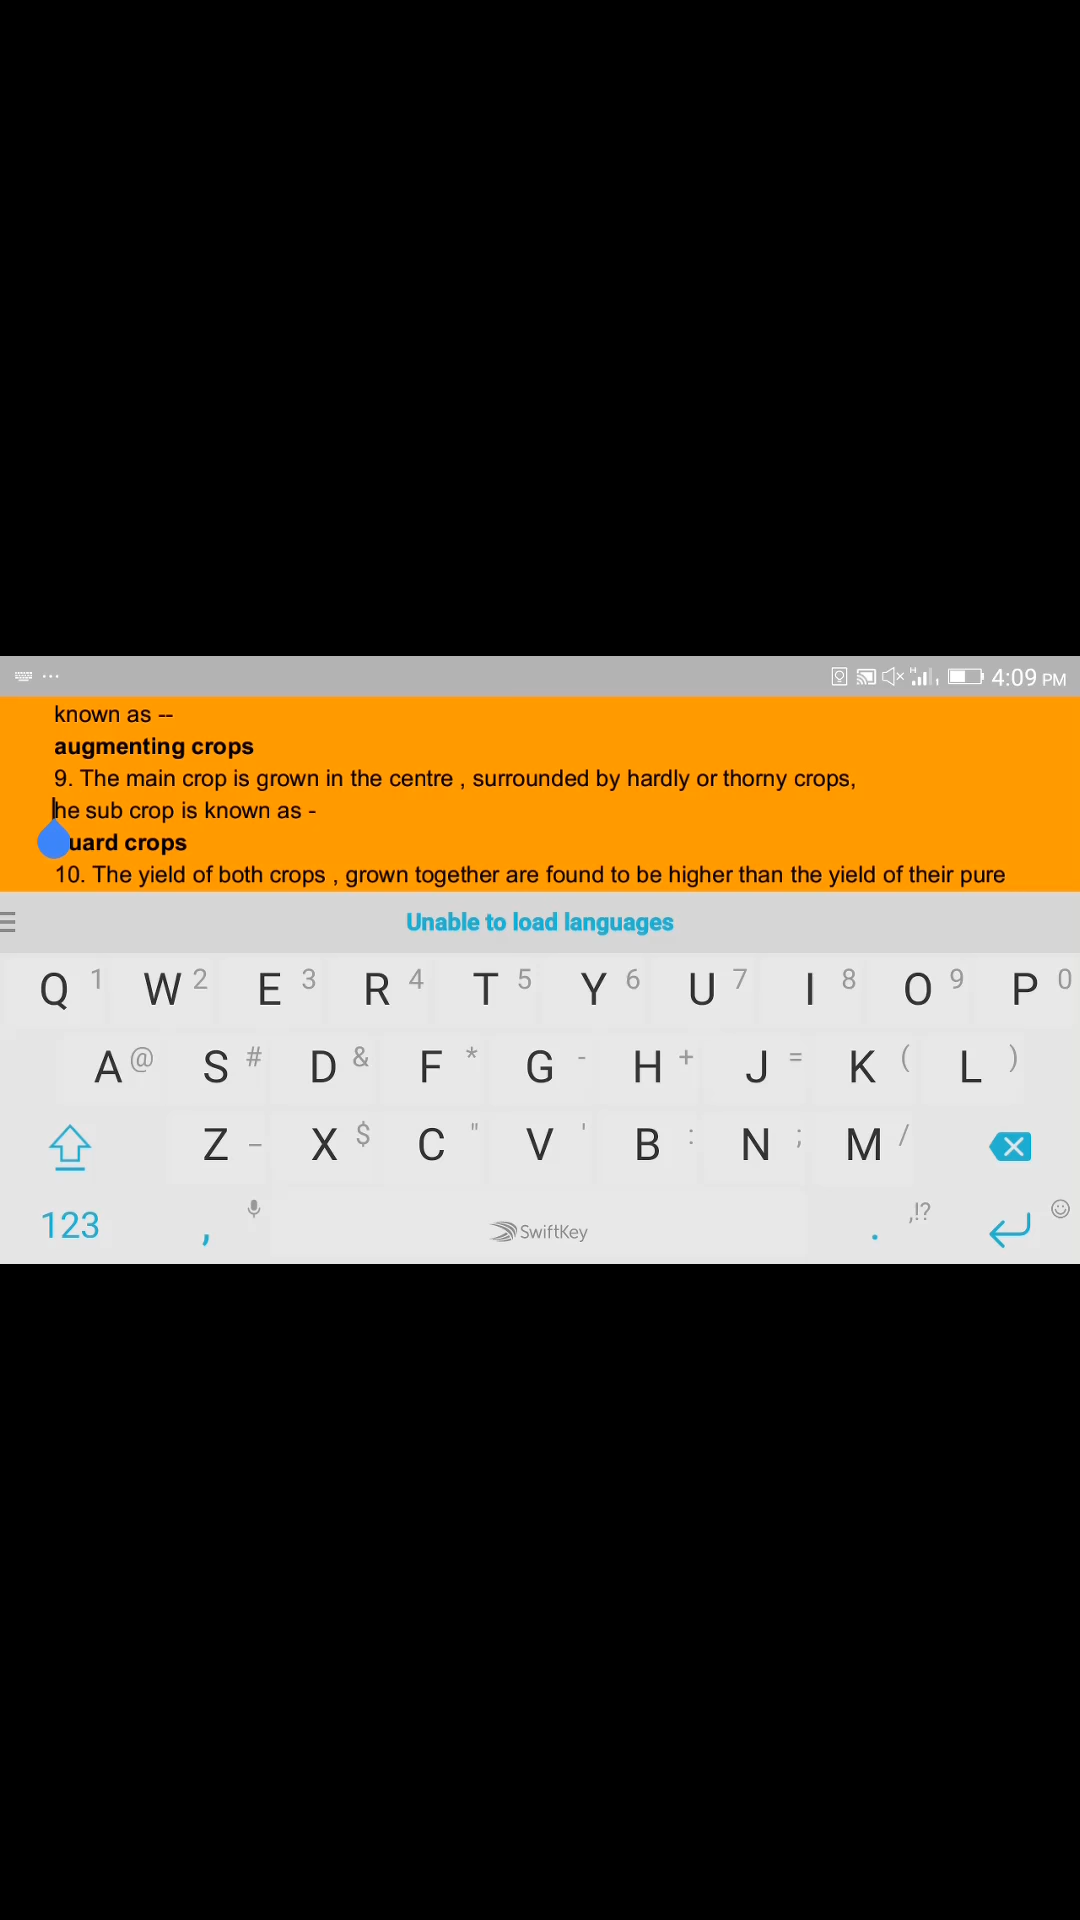 4:09 PM
known as --
augmenting crops
9. The main crop is grown in the centre , surrounded by hardly or thorny crops,
he sub crop is known as -
uard crops
10. The yield of both crops , grown together are found to be higher than the yield of their pure
Unable to load languages
Q 1 W 2 E 3 R 4 T 5 Y 6 U 7 I 8 O 9 P 0
A @ S # D & F * G - H + J = K ( L )
Z _ X $ C " V ' B : N ; M /
123 , SwiftKey . ,!?